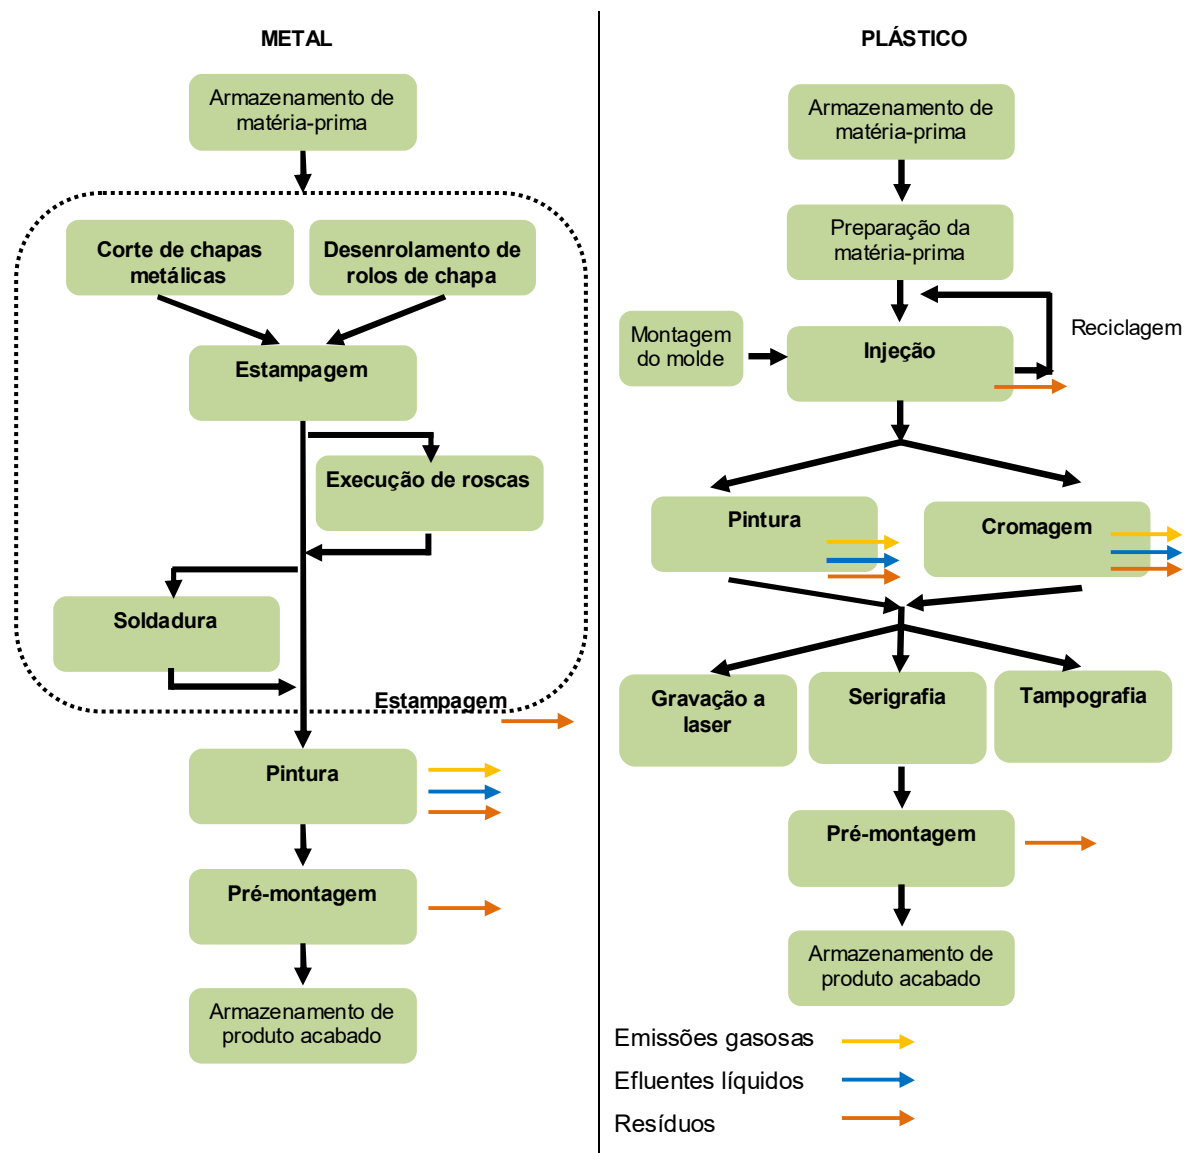 METAL
Armazenamento de
matéria-prima
Corte de chapas
metálicas
Desenrolamento de
rolos de chapa
Estampagem
Execução de roscas
Soldadura
Estampagem
Pintura
Pré-montagem
Armazenamento de
produto acabado
PLÁSTICO
Armazenamento de
matéria-prima
Preparação da
matéria-prima
Montagem
do molde
Injeção
Reciclagem
Pintura
Cromagem
Gravação a
laser
Serigrafia
Tampografia
Pré-montagem
Armazenamento de
produto acabado
Emissões gasosas
Efluentes líquidos
Resíduos